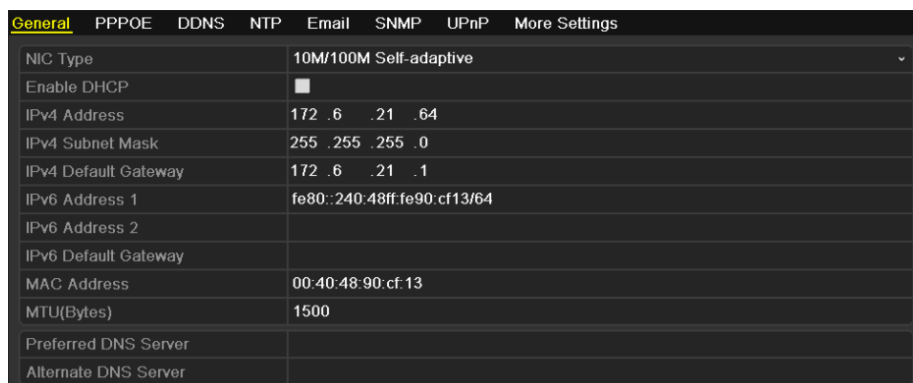 General PPPOE DDNS NTP Email SNMP UPnP More Settings
NIC Type 10M/100M Self-adaptive
Enable DHCP
IPv4 Address 172 .6 .21 .64
IPv4 Subnet Mask 255 .255 .255 .0
IPv4 Default Gateway 172 .6 .21 .1
IPv6 Address 1 fe80::240:48ff:fe90:cf13/64
IPv6 Address 2
IPv6 Default Gateway
MAC Address 00:40:48:90:cf:13
MTU(Bytes) 1500
Preferred DNS Server
Alternate DNS Server